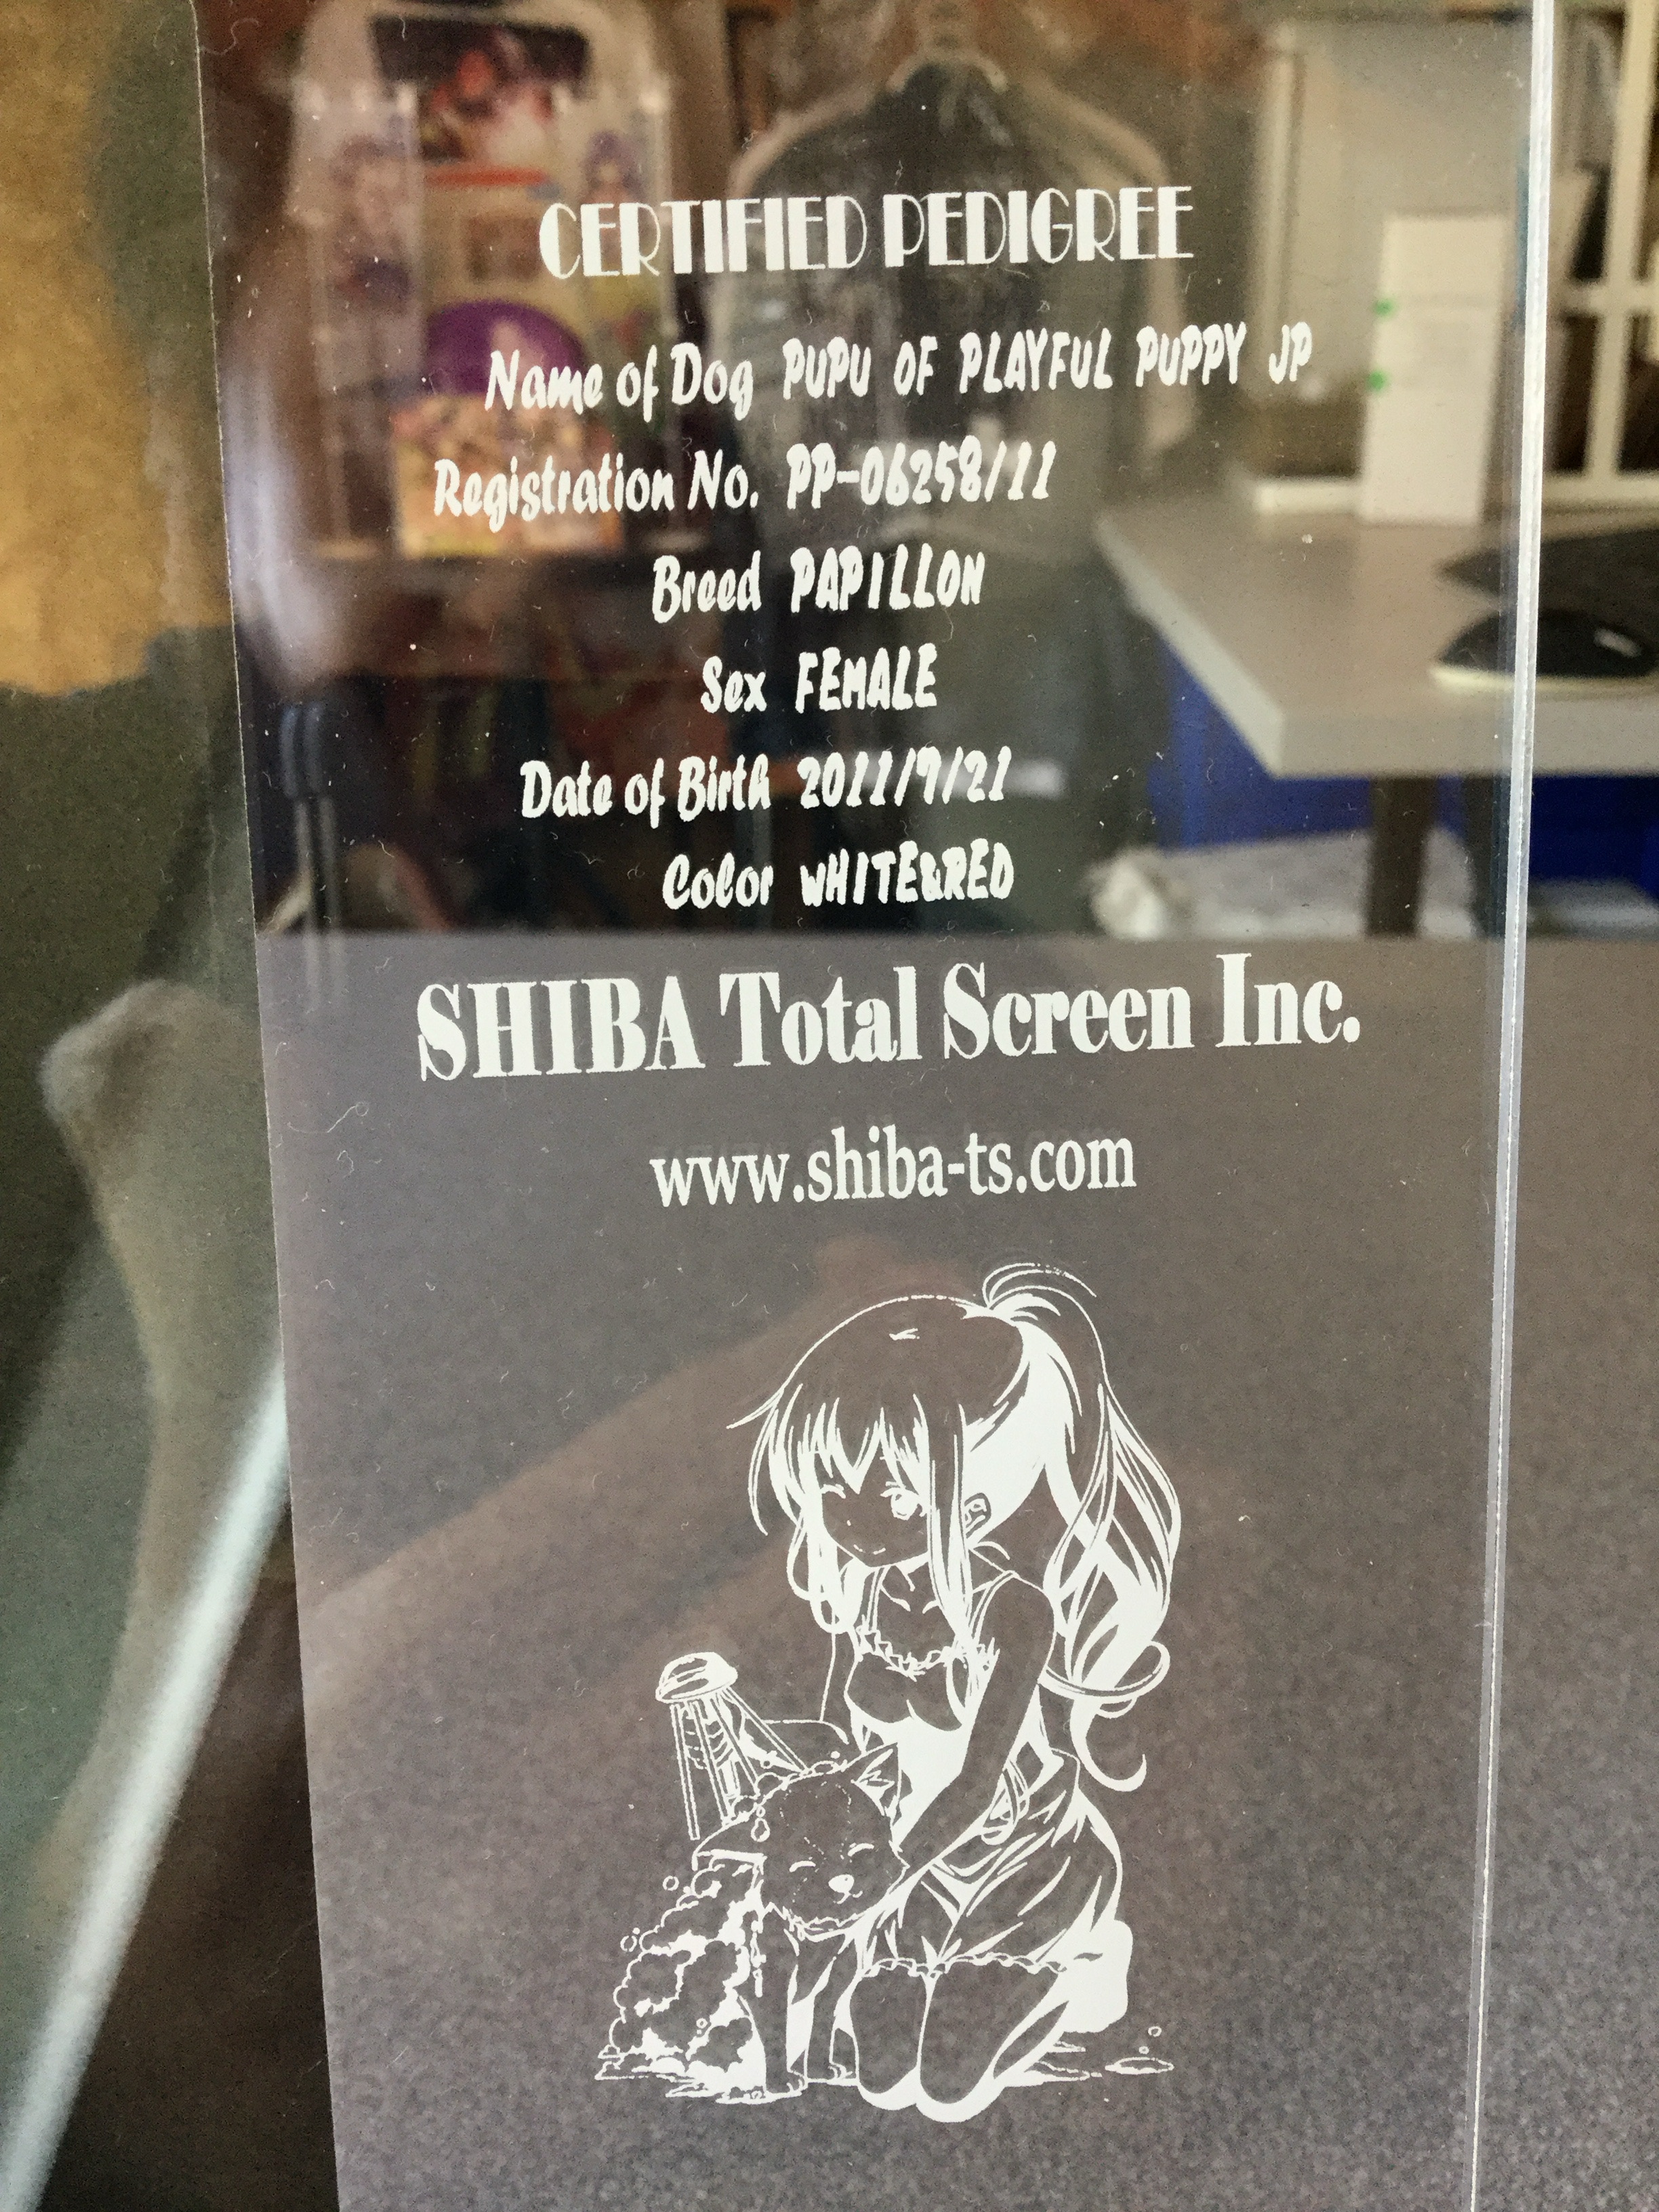 CERTIFIED PEDIGREE
Name of Dog PUPU OF PLAYFUL PUPPY JP
Registration No. PP-06258/11
Breed PAPILLON
Sex FEMALE
Date of Birth 2011/9/21
Color WHITE&RED
SHIBA Total Screen Inc.
www.shiba-ts.com